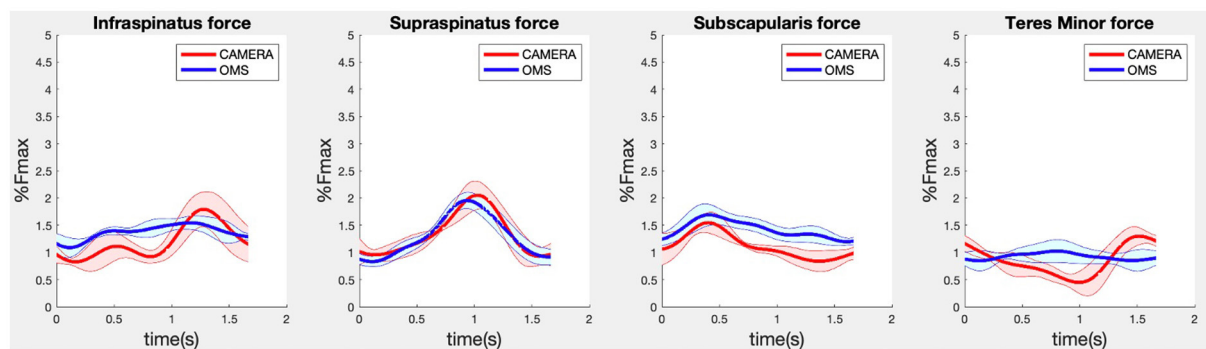 Infraspinatus force
5
4.5
4
3.5
3
2.5
2
1.5
1
0.5
0
%Fmax
CAMERA
OMS
0 0.5 1 1.5 2
time(s)
Supraspinatus force
5
4.5
4
3.5
3
2.5
2
1.5
1
0.5
0
%Fmax
CAMERA
OMS
0 0.5 1 1.5 2
time(s)
Subscapularis force
5
4.5
4
3.5
3
2.5
2
1.5
1
0.5
0
%Fmax
CAMERA
OMS
0 0.5 1 1.5 2
time(s)
Teres Minor force
5
4.5
4
3.5
3
2.5
2
1.5
1
0.5
0
%Fmax
CAMERA
OMS
0 0.5 1 1.5 2
time(s)